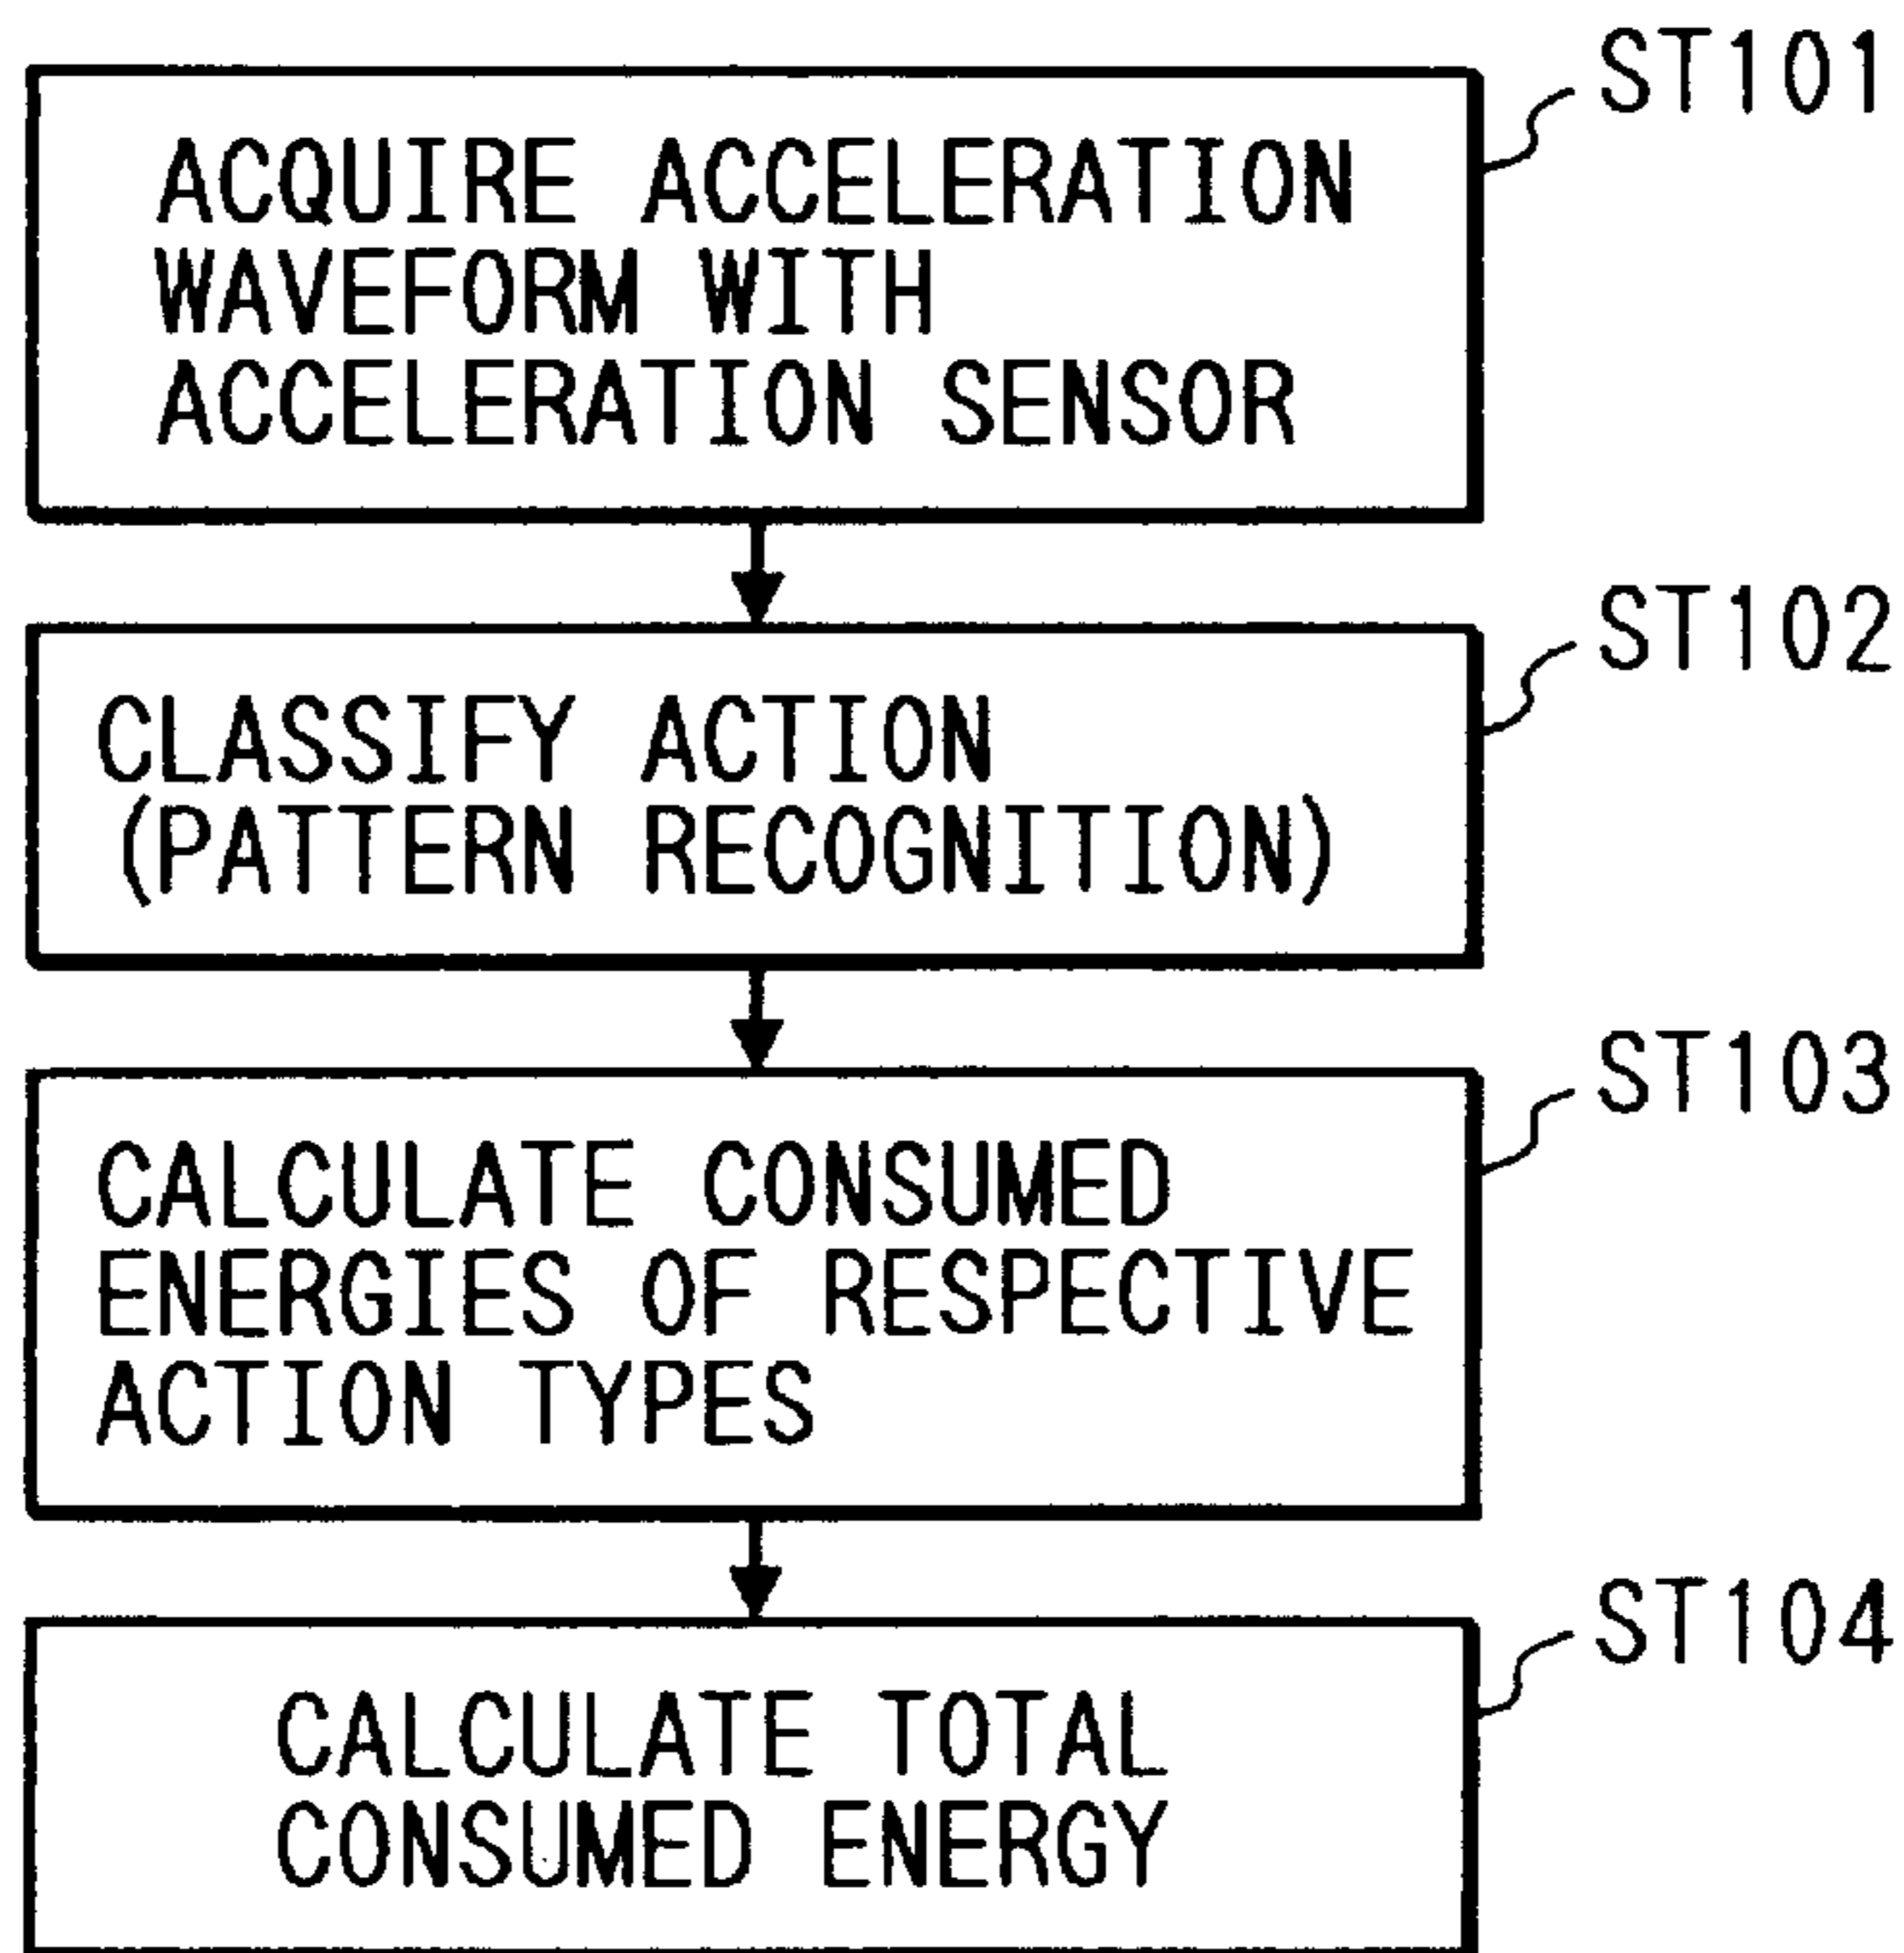 ST101
ACQUIRE ACCELERATION
WAVEFORM WITH
ACCELERATION SENSOR
ST102
CLASSIFY ACTION
(PATTERN RECOGNITION)
ST103
CALCULATE CONSUMED
ENERGIES OF RESPECTIVE
ACTION TYPES
ST104
CALCULATE TOTAL
CONSUMED ENERGY